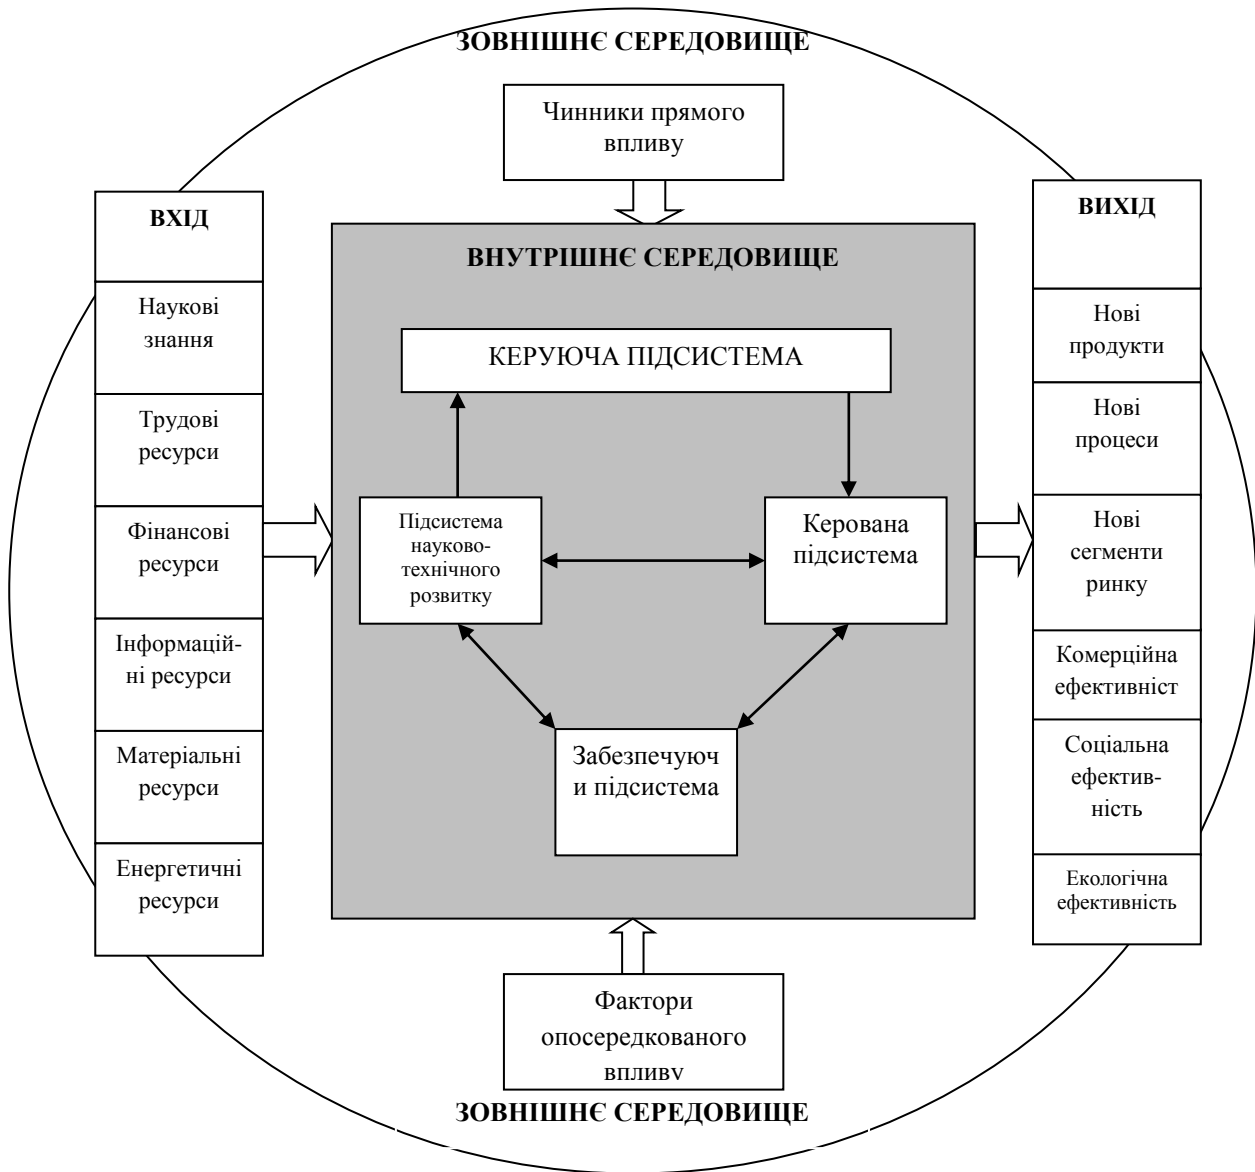 ЗОВНІШНЄ СЕРЕДОВИЩЕ
Чинники прямого
впливу
ВХІД
Наукові
знання
Трудові
ресурси
Фінансові
ресурси
Інформацій-
ні ресурси
Матеріальні
ресурси
Енергетичні
ресурси
ВНУТРІШНЄ СЕРЕДОВИЩЕ
КЕРУЮЧА ПІДСИСТЕМА
Підсистема
науково-
технічного
розвитку
Керована
підсистема
Забезпечуюч
и підсистема
ВИХІД
Нові
продукти
Нові
процеси
Нові
сегменти
ринку
Комерційна
ефективніст
Соціальна
ефектив-
ність
Екологічна
ефективність
Фактори
опосередкованого
впливу
ЗОВНІШНЄ СЕРЕДОВИЩЕ